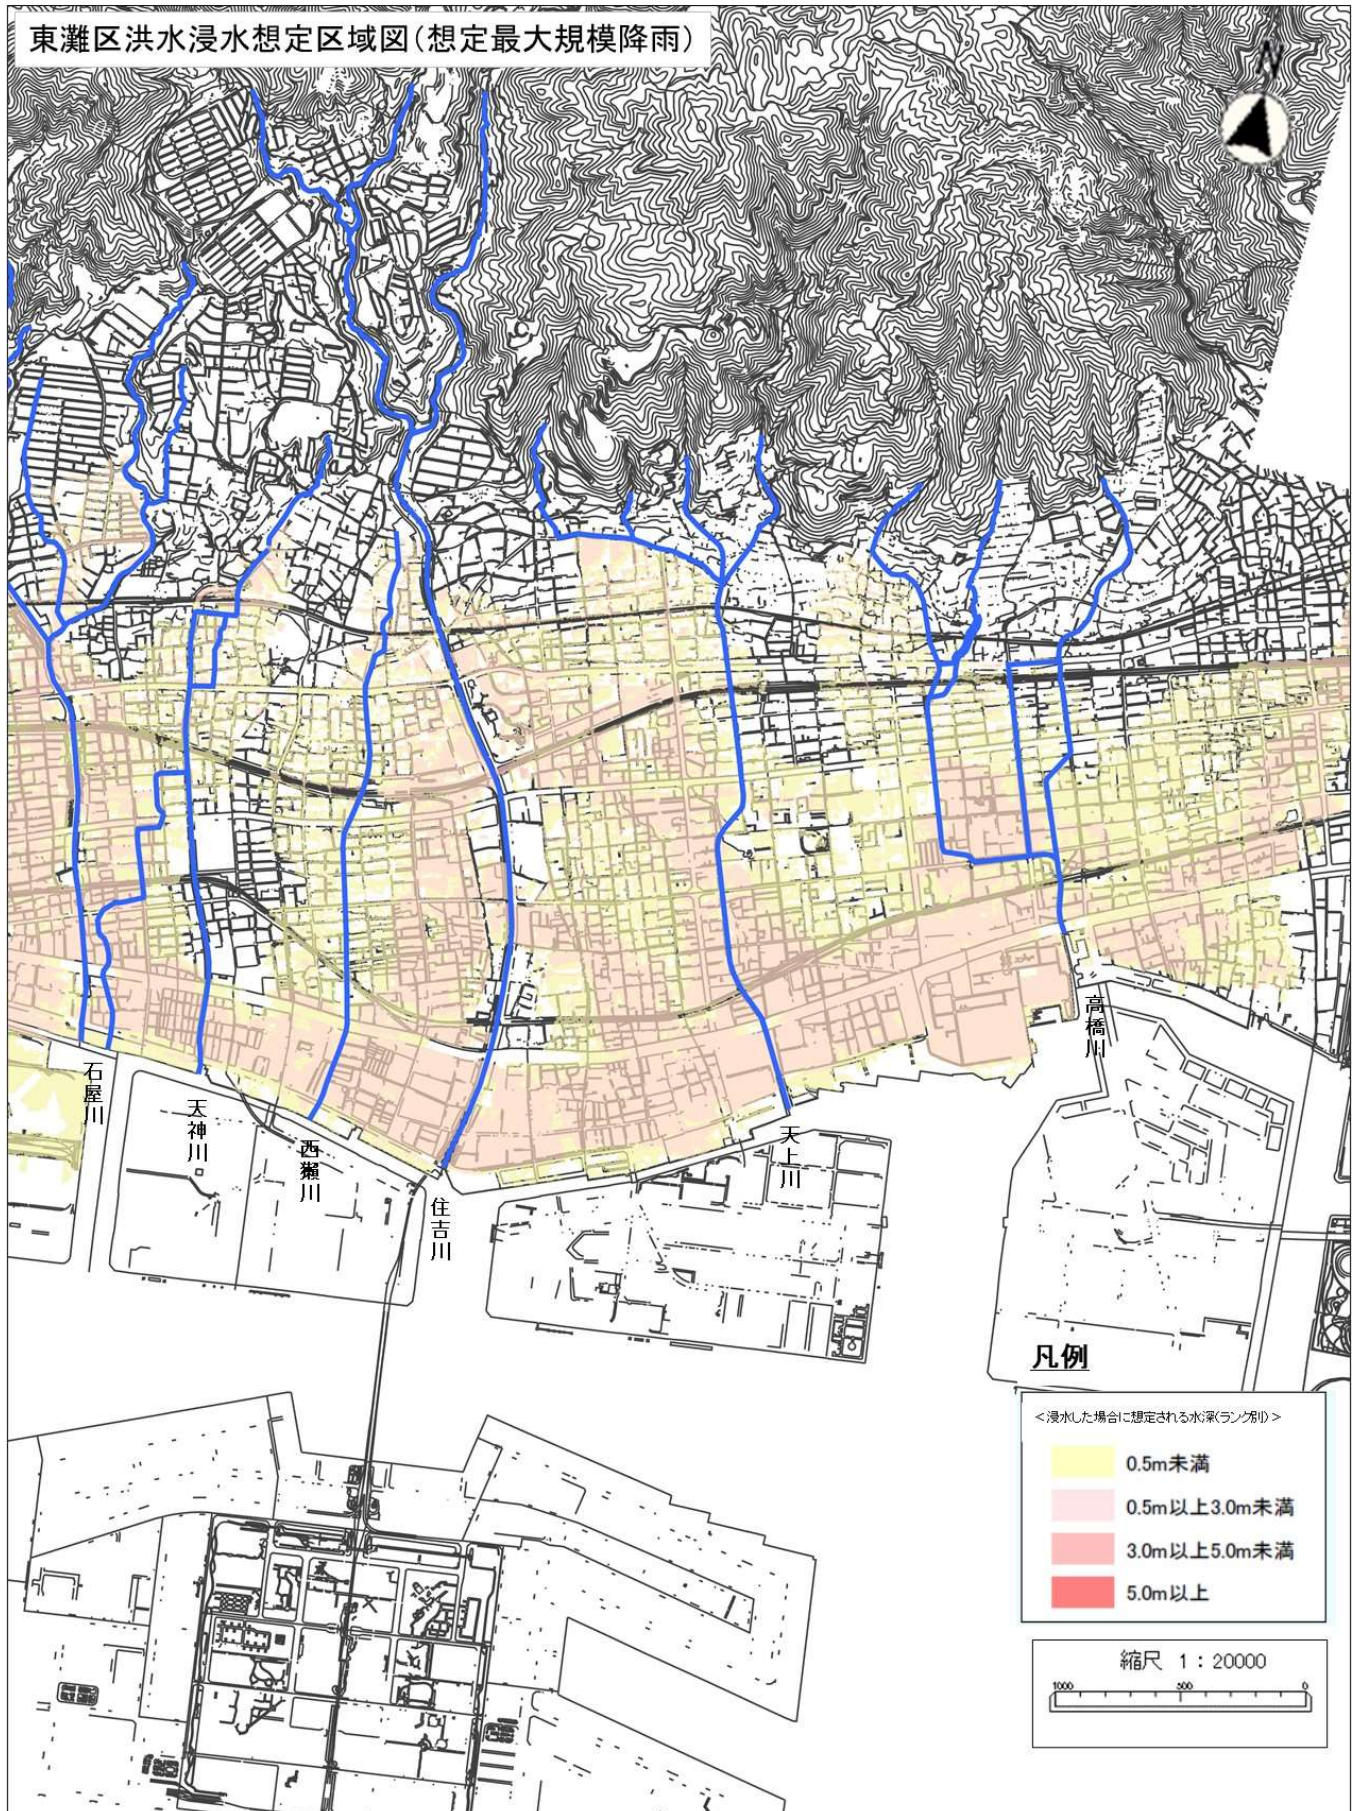 東灘区洪水浸水想定区域図(想定最大規模降雨)
N
石屋川
天神川
西瀬川
住吉川
天上川
高橋川
凡例
<浸水した場合に想定される水深(ランク別)>
0.5m未満
0.5m以上3.0m未満
3.0m以上5.0m未満
5.0m以上
縮尺 1:20000
1000 500 0